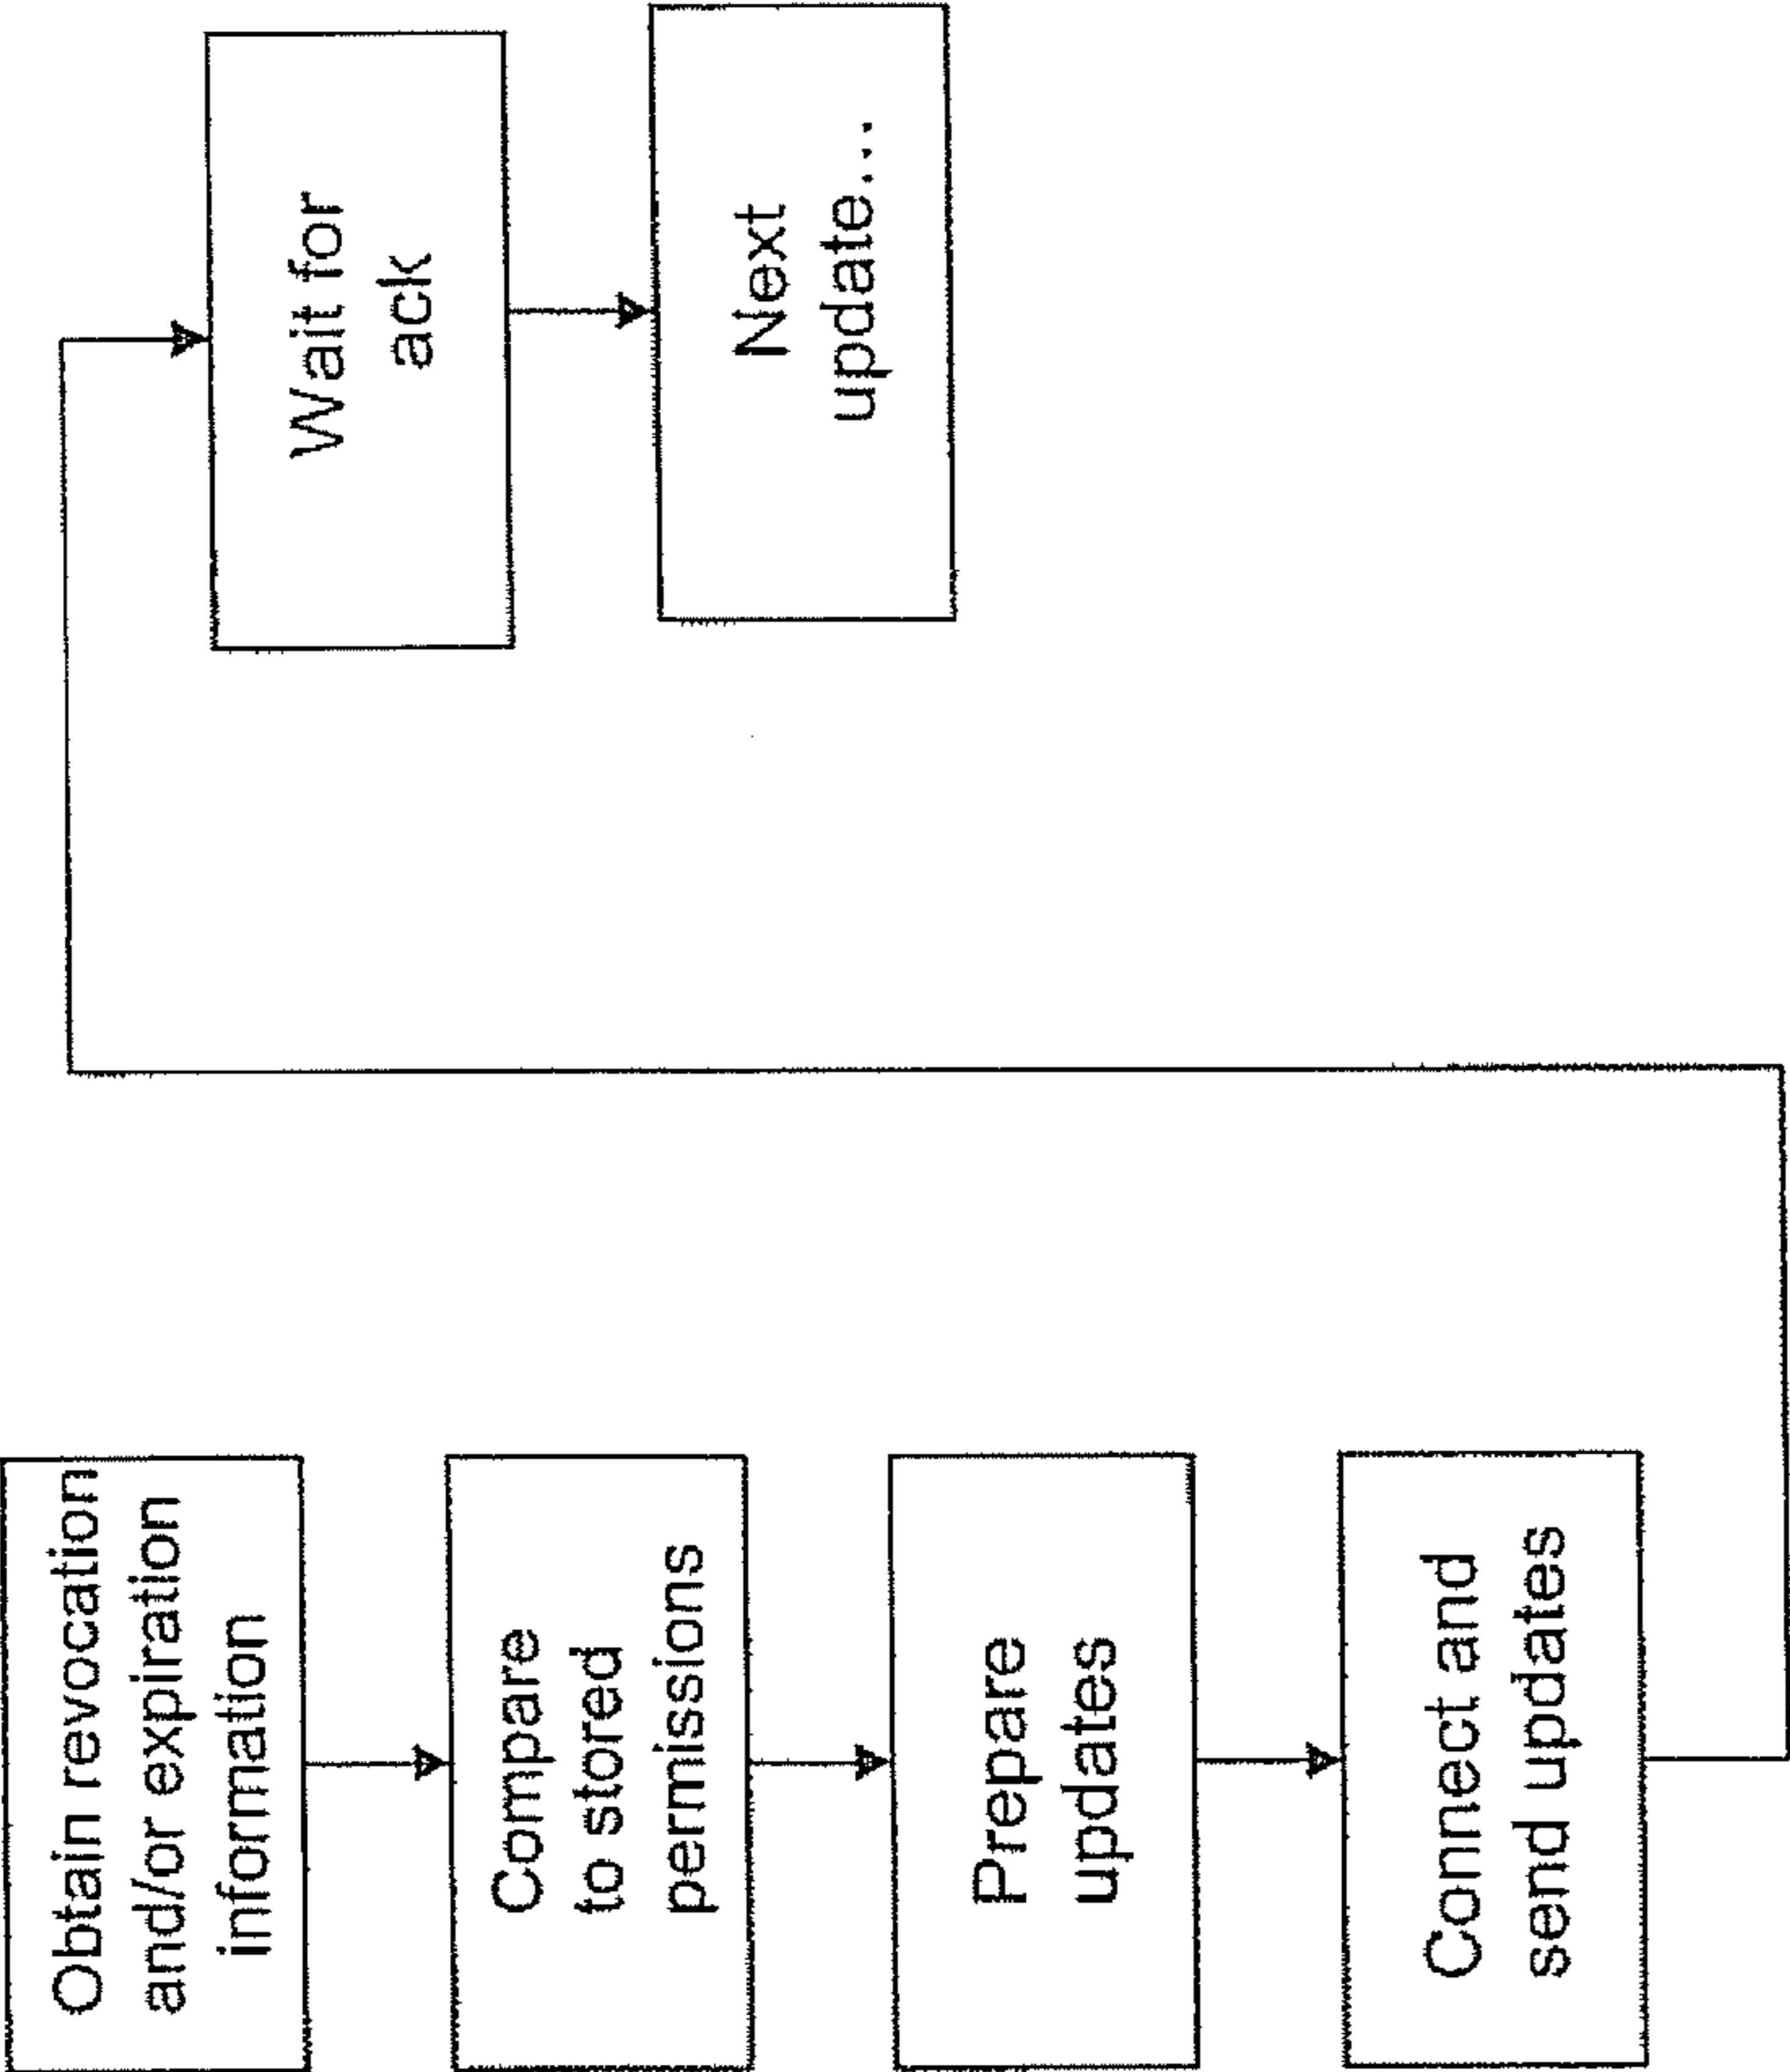 Obtain revocation
and/or expiration
information
Compare
to stored
permissions
Prepare
updates
Connect and
send updates
Wait for
ack
Next
update...